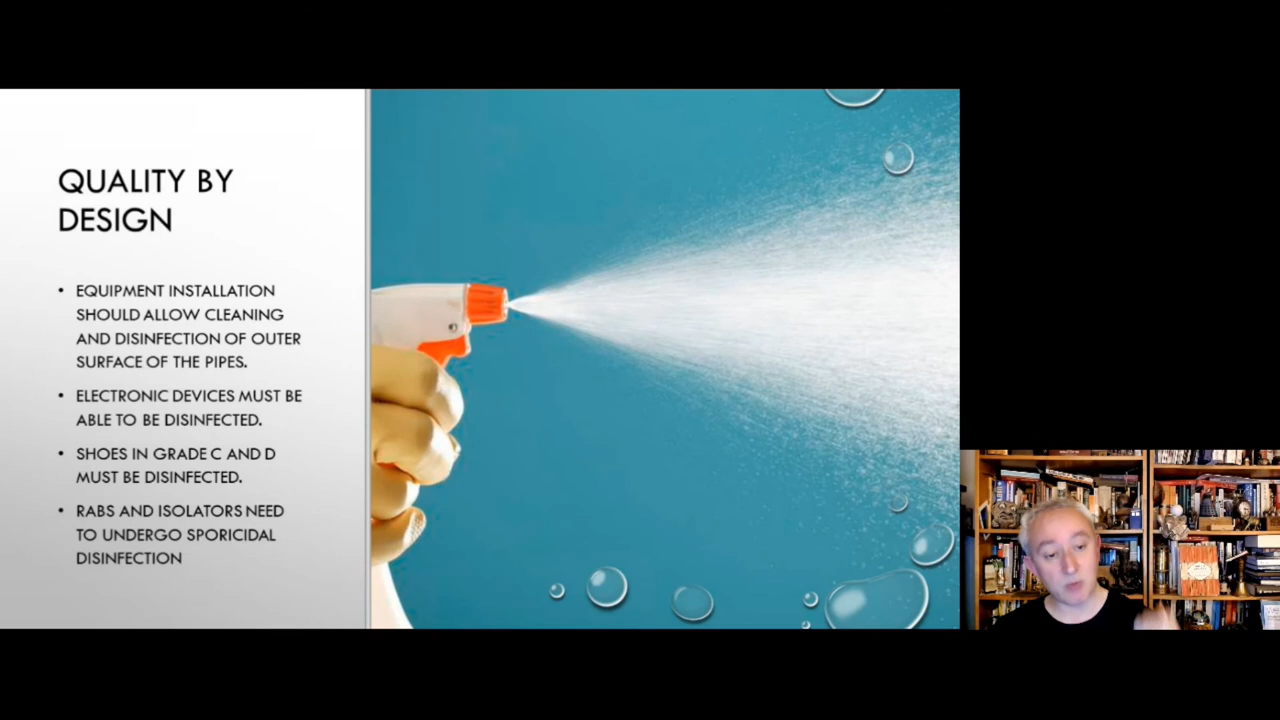 QUALITY BY
DESIGN
• EQUIPMENT INSTALLATION
SHOULD ALLOW CLEANING
AND DISINFECTION OF OUTER
SURFACE OF THE PIPES.
• ELECTRONIC DEVICES MUST BE
ABLE TO BE DISINFECTED.
• SHOES IN GRADE C AND D
MUST BE DISINFECTED.
• RABS AND ISOLATORS NEED
TO UNDERGO SPORICIDAL
DISINFECTION